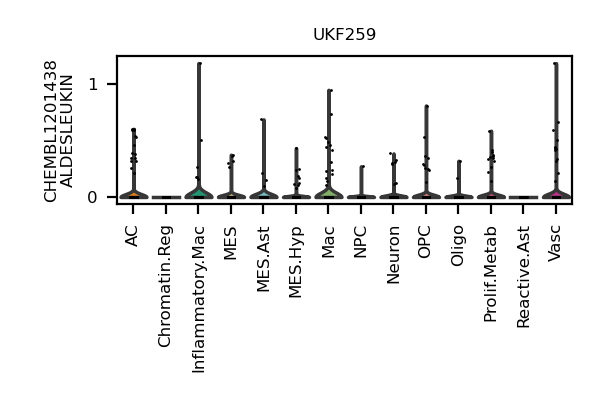 UKF259
CHEMBL1201438
ALDESLEUKIN
1
0
AC
Chromatin.Reg
Inflammatory.Mac
MES
MES.Ast
MES.Hyp
Mac
NPC
Neuron
OPC
Oligo
Prolif.Metab
Reactive.Ast
Vasc